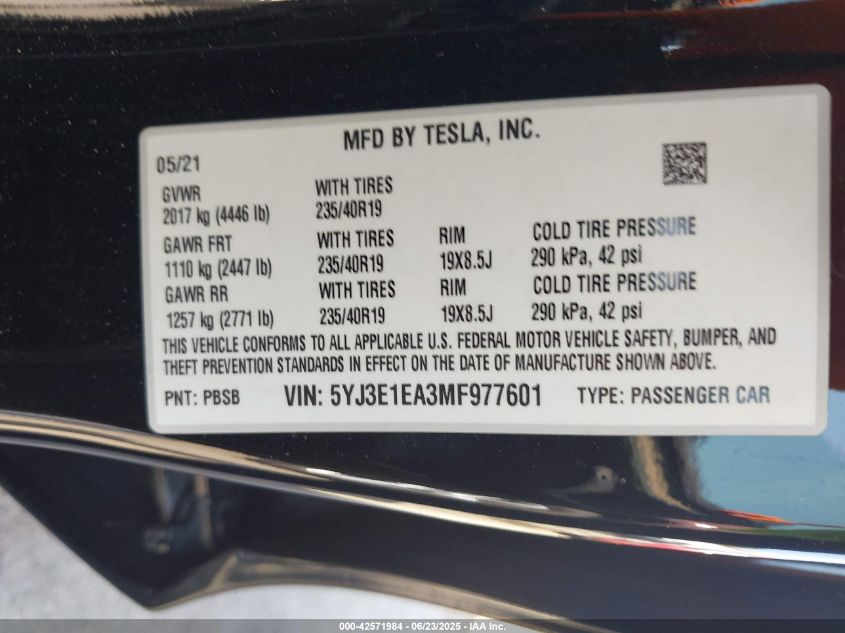 MFD BY TESLA, INC.
05/21
GVWR WITH TIRES
2017 kg (4446 lb) 235/40R19
GAWR FRT WITH TIRES RIM COLD TIRE PRESSURE
1110 kg (2447 lb) 235/40R19 19X8.5J 290 kPa, 42 psi
GAWR RR WITH TIRES RIM COLD TIRE PRESSURE
1257 kg (2771 lb) 235/40R19 19X8.5J 290 kPa, 42 psi
THIS VEHICLE CONFORMS TO ALL APPLICABLE U.S. FEDERAL MOTOR VEHICLE SAFETY, BUMPER, AND
THEFT PREVENTION STANDARDS IN EFFECT ON THE DATE OF MANUFACTURE SHOWN ABOVE.
PNT: PBSB VIN: 5YJ3E1EA3MF977601 TYPE: PASSENGER CAR
000-42571984 - 06/23/2025 - IAA Inc.